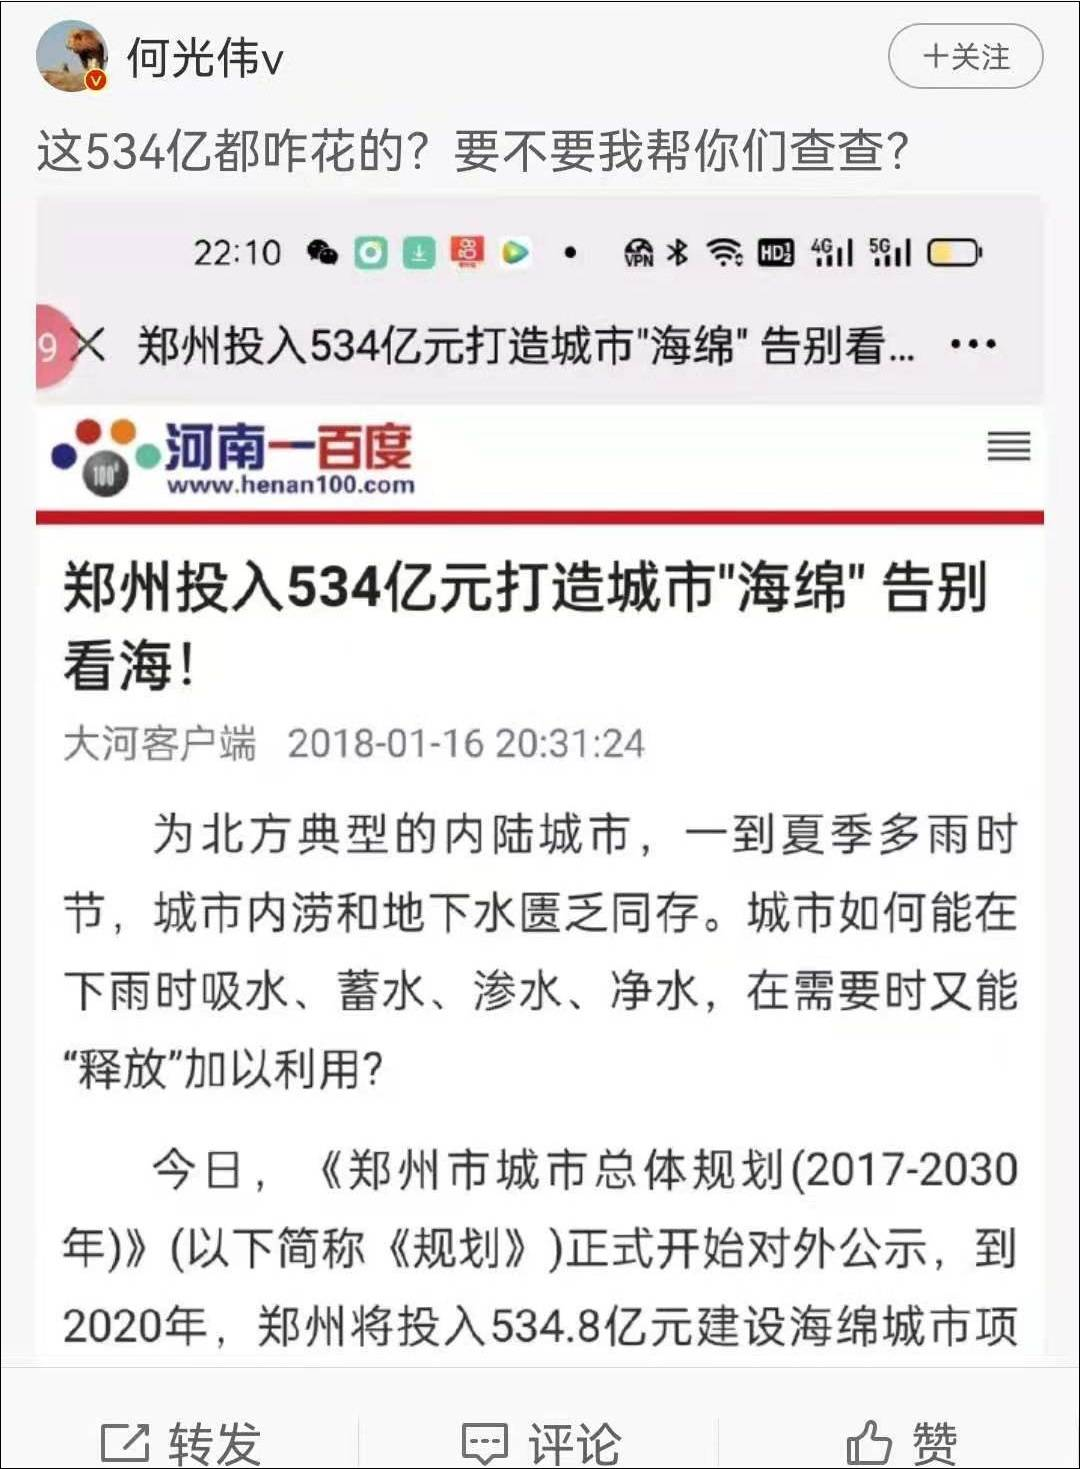 何光伟v
十关注
这534亿都咋花的？要不要我帮你们查查？
22:10
VPN
HD
4G
5G
9
郑州投入534亿元打造城市"海绵" 告别看...
100°
河南一百度
www.henan100.com
郑州投入534亿元打造城市"海绵" 告别
看海！
大河客户端 2018-01-16 20:31:24
为北方典型的内陆城市，一到夏季多雨时
节，城市内涝和地下水匮乏同存。城市如何能在
下雨时吸水、蓄水、渗水、净水，在需要时又能
“释放”加以利用？
今日，《郑州市城市总体规划(2017-2030
年)》(以下简称《规划》)正式开始对外公示，到
2020年，郑州将投入534.8亿元建设海绵城市项
转发
评论
赞